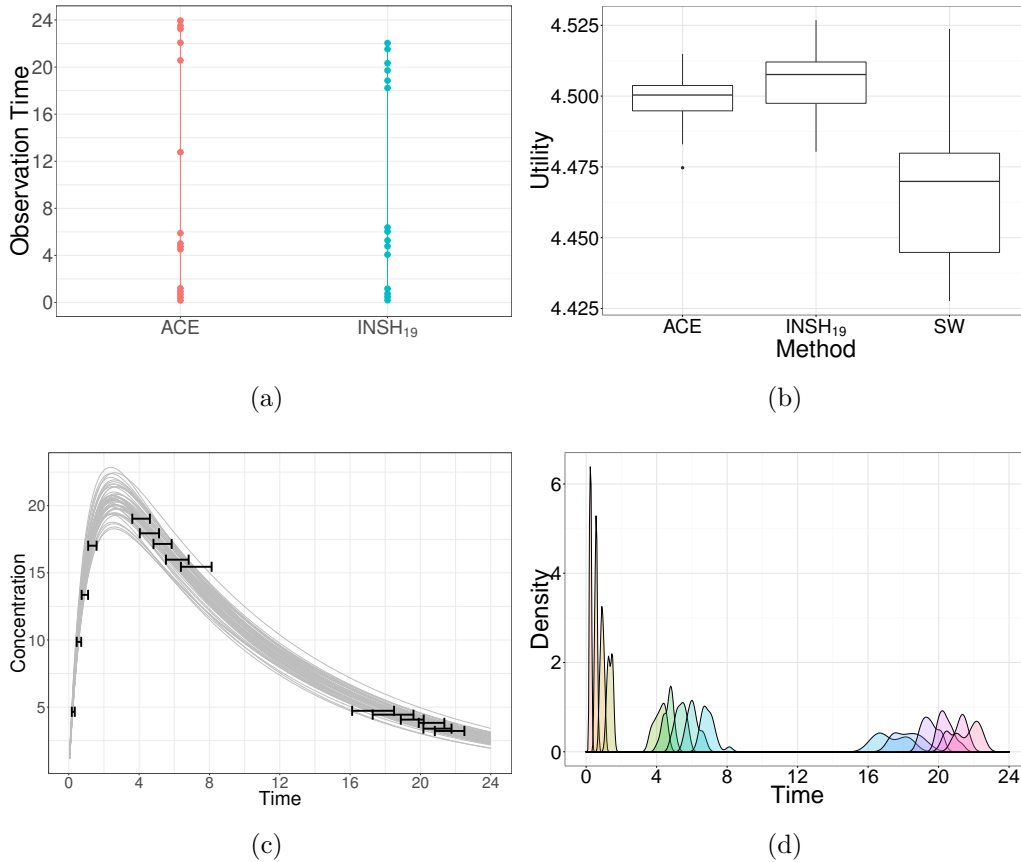 24
20
16
12
8
4
0
Observation Time
ACE
INSH₁₉
(a)
4.525
4.500
4.475
4.450
4.425
Utility
ACE
INSH₁₉
SW
Method
(b)
20
15
10
5
Concentration
0
4
8
12
16
20
24
Time
(c)
6
4
2
0
Density
0
4
8
12
16
20
24
Time
(d)